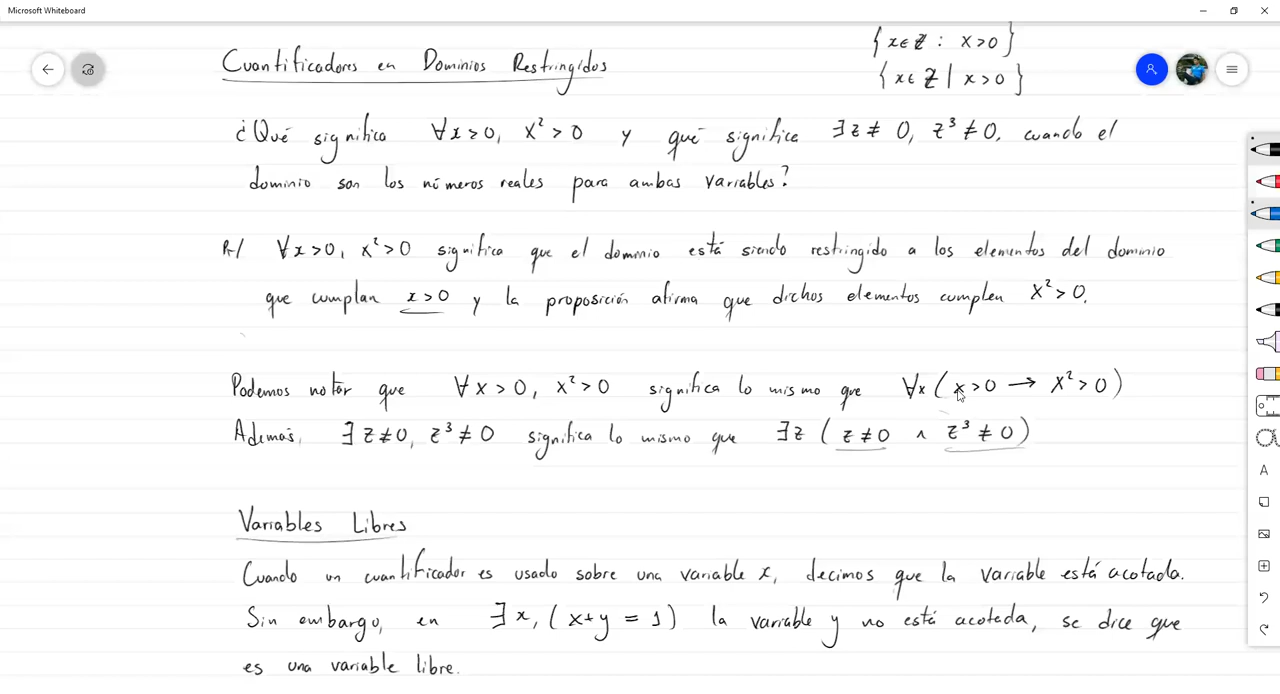 Microsoft Whiteboard
{x∈ℤ : x>0}
Cuantificadores en Dominios Restringidos
{x∈ℤ | x>0}
¿Qué significa ∀x>0, x²>0 y qué significa ∃z≠0, z³≠0, cuando el
dominio son los números reales para ambas variables?
R/ ∀x>0, x²>0 significa que el dominio está siendo restringido a los elementos del dominio
que cumplan x>0 y la proposición afirma que dichos elementos cumplen x²>0.
Podemos notar que ∀x>0, x²>0 significa lo mismo que ∀x(x>0 → x²>0)
Además, ∃z≠0, z³≠0 significa lo mismo que ∃z (z≠0 ∧ z³≠0)
Variables Libres
Cuando un cuantificador es usado sobre una variable x, decimos que la variable está acotada.
Sin embargo, en ∃x, (x+y = 1) la variable y no está acotada, se dice que
es una variable libre.
A